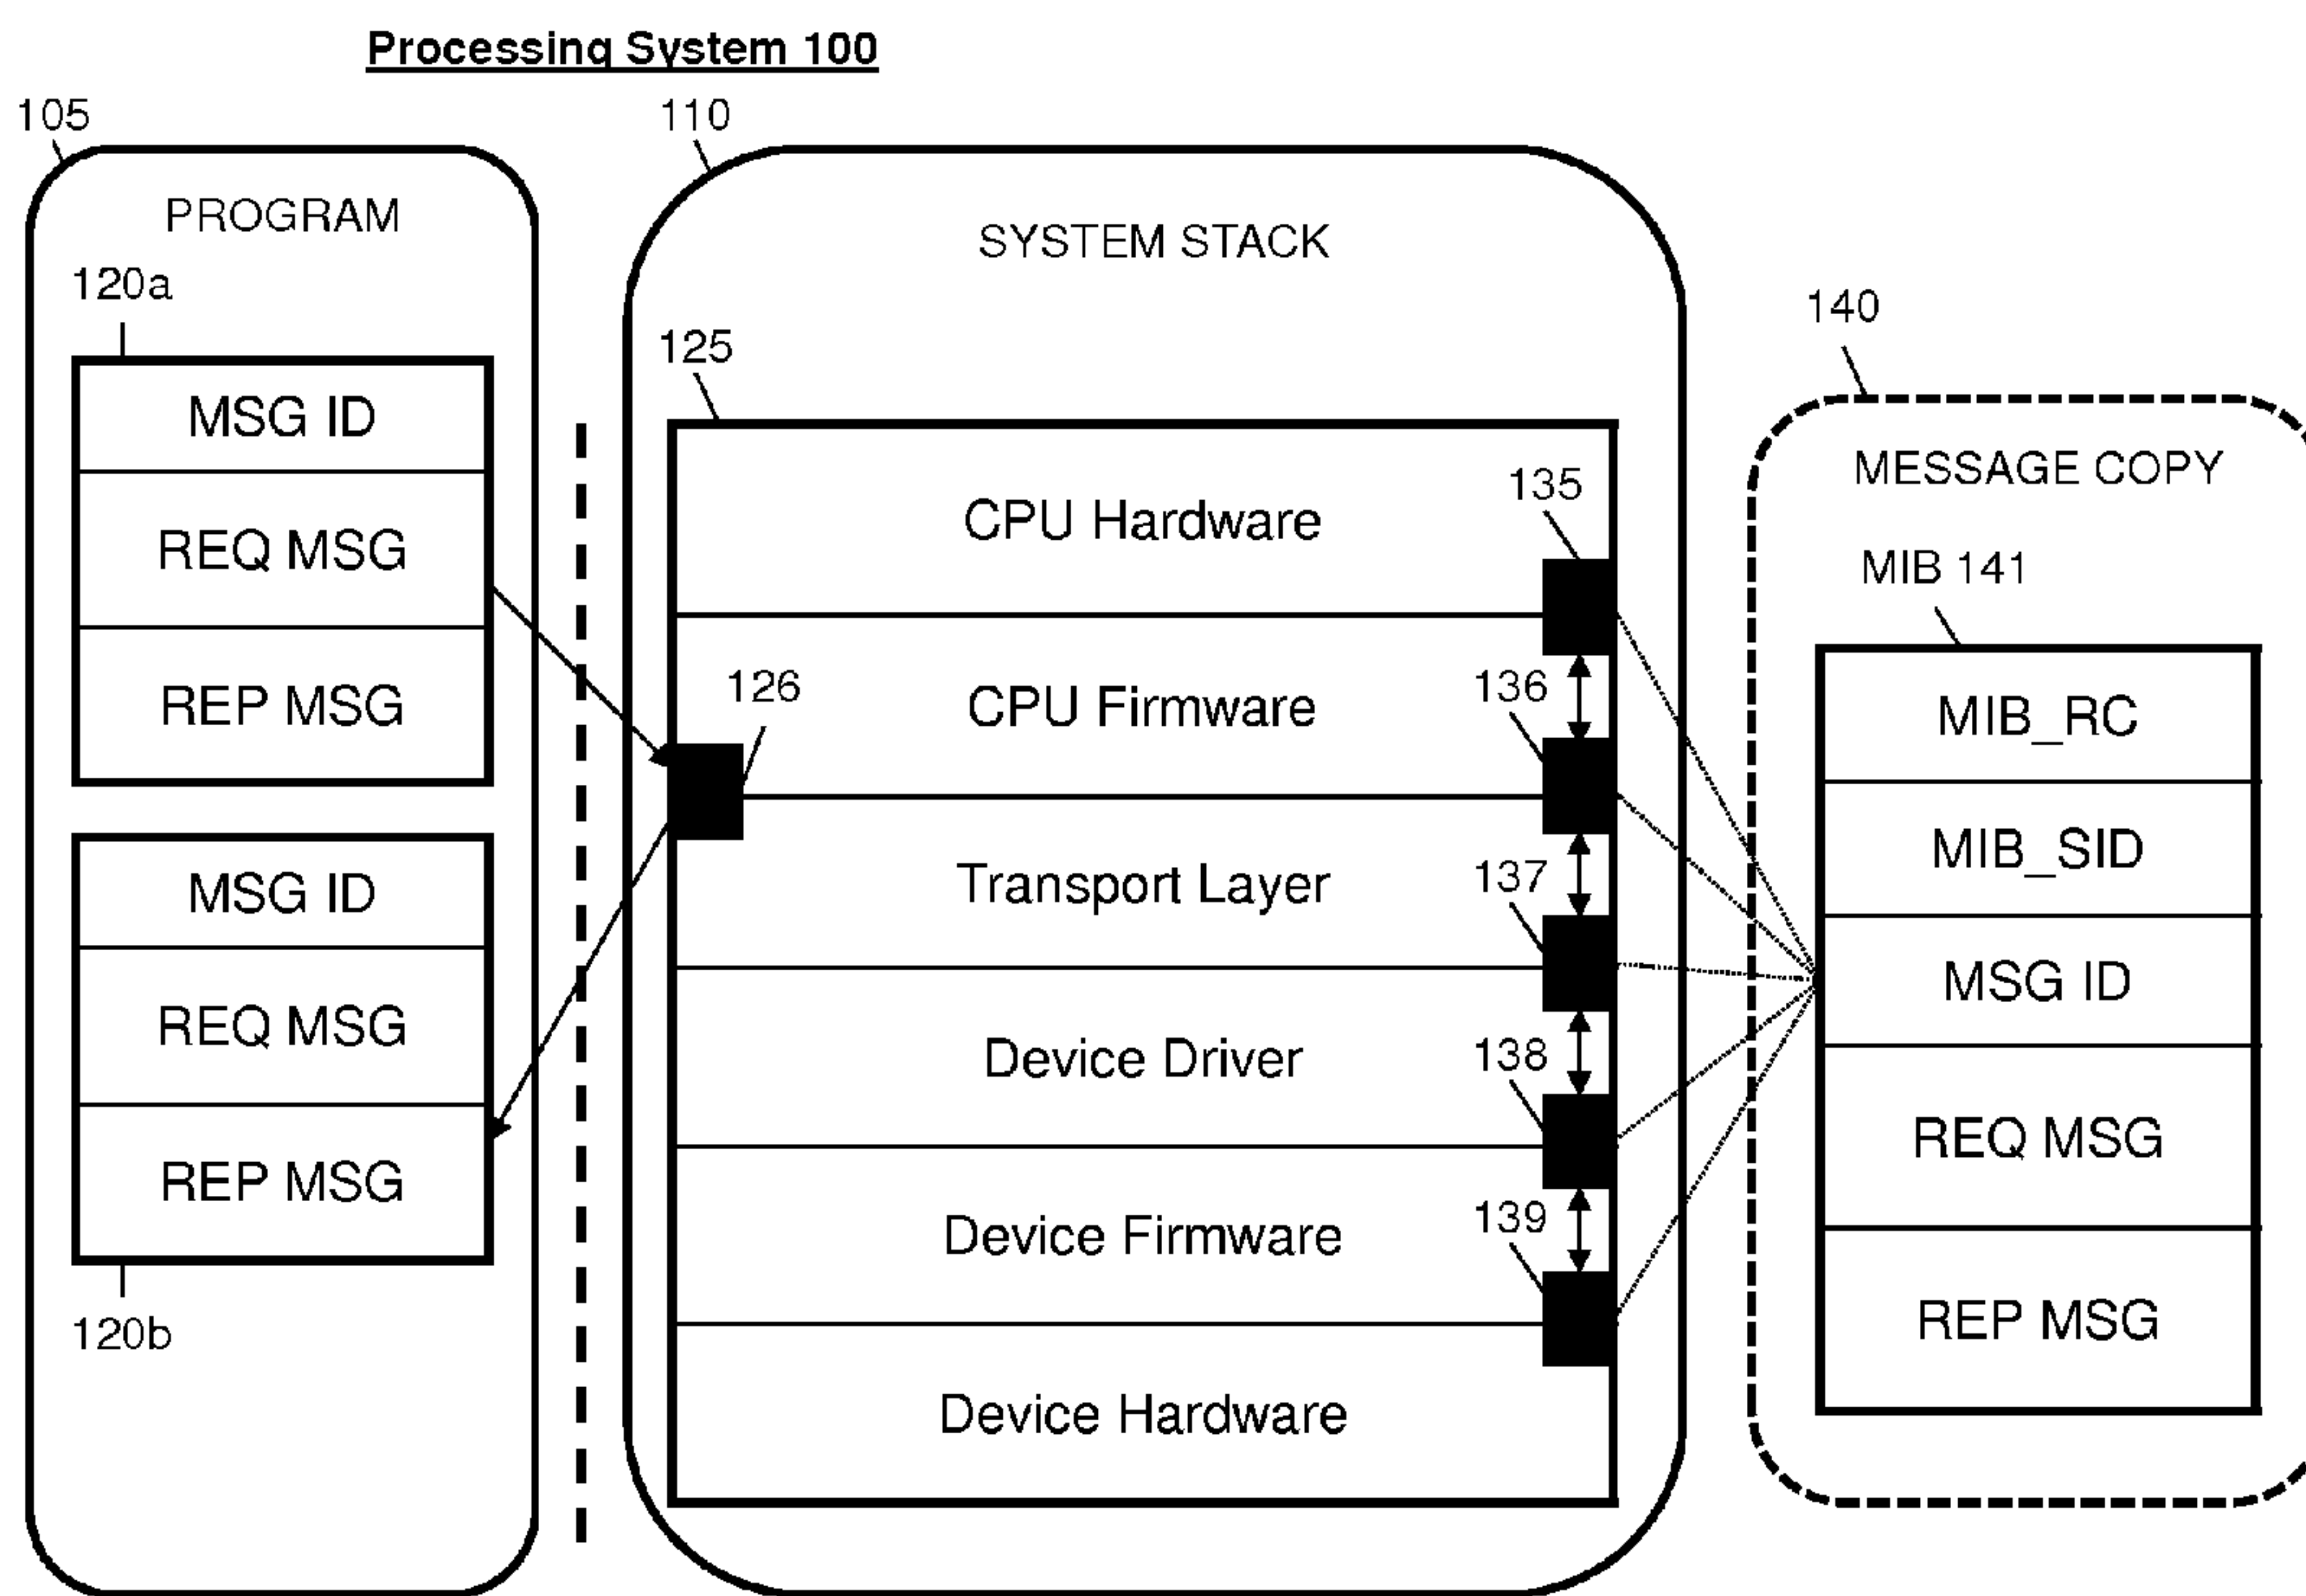 Processing System 100
105
110
PROGRAM
SYSTEM STACK
120a
140
125
MSG ID
REQ MSG
REP MSG
MESSAGE COPY
135
CPU Hardware
MIB 141
126
136
CPU Firmware
MIB_RC
MIB_SID
MSG ID
REQ MSG
REP MSG
137
Transport Layer
MSG ID
REQ MSG
REP MSG
138
Device Driver
139
Device Firmware
120b
Device Hardware